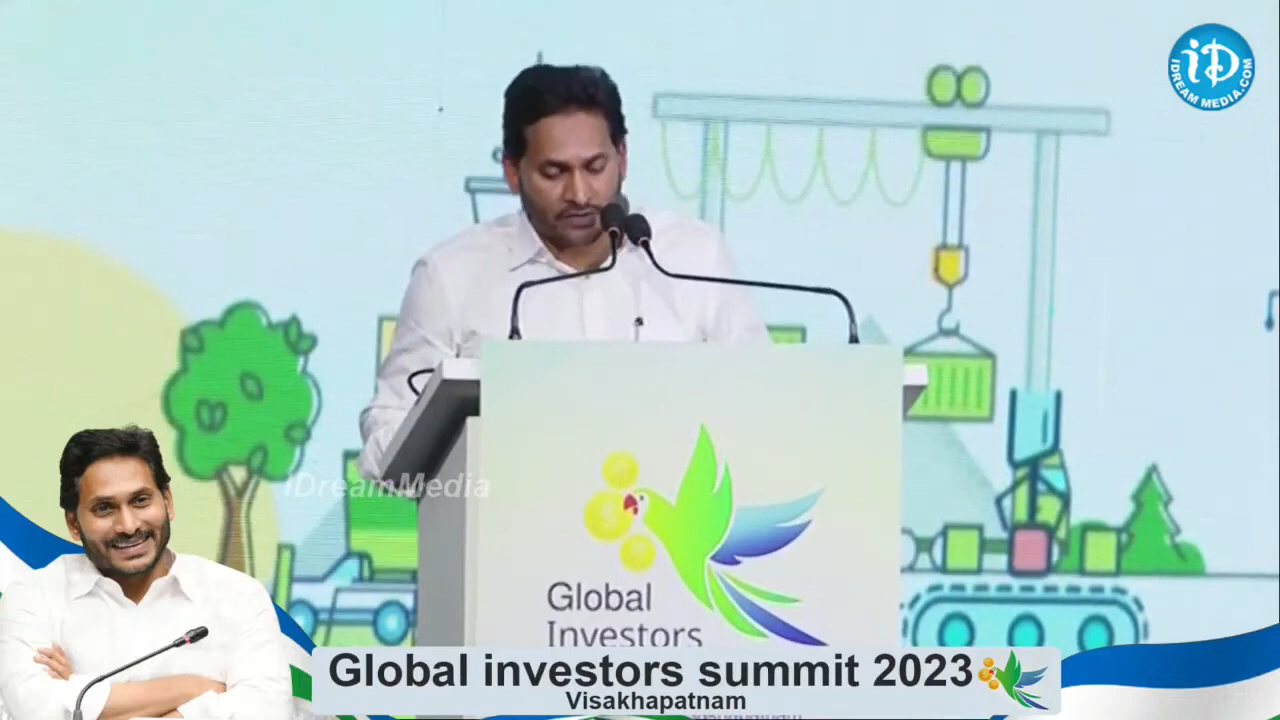 iD
IDREAM MEDIA.COM
iDreamMedia
Global
Investors
Global investors summit 2023
Visakhapatnam